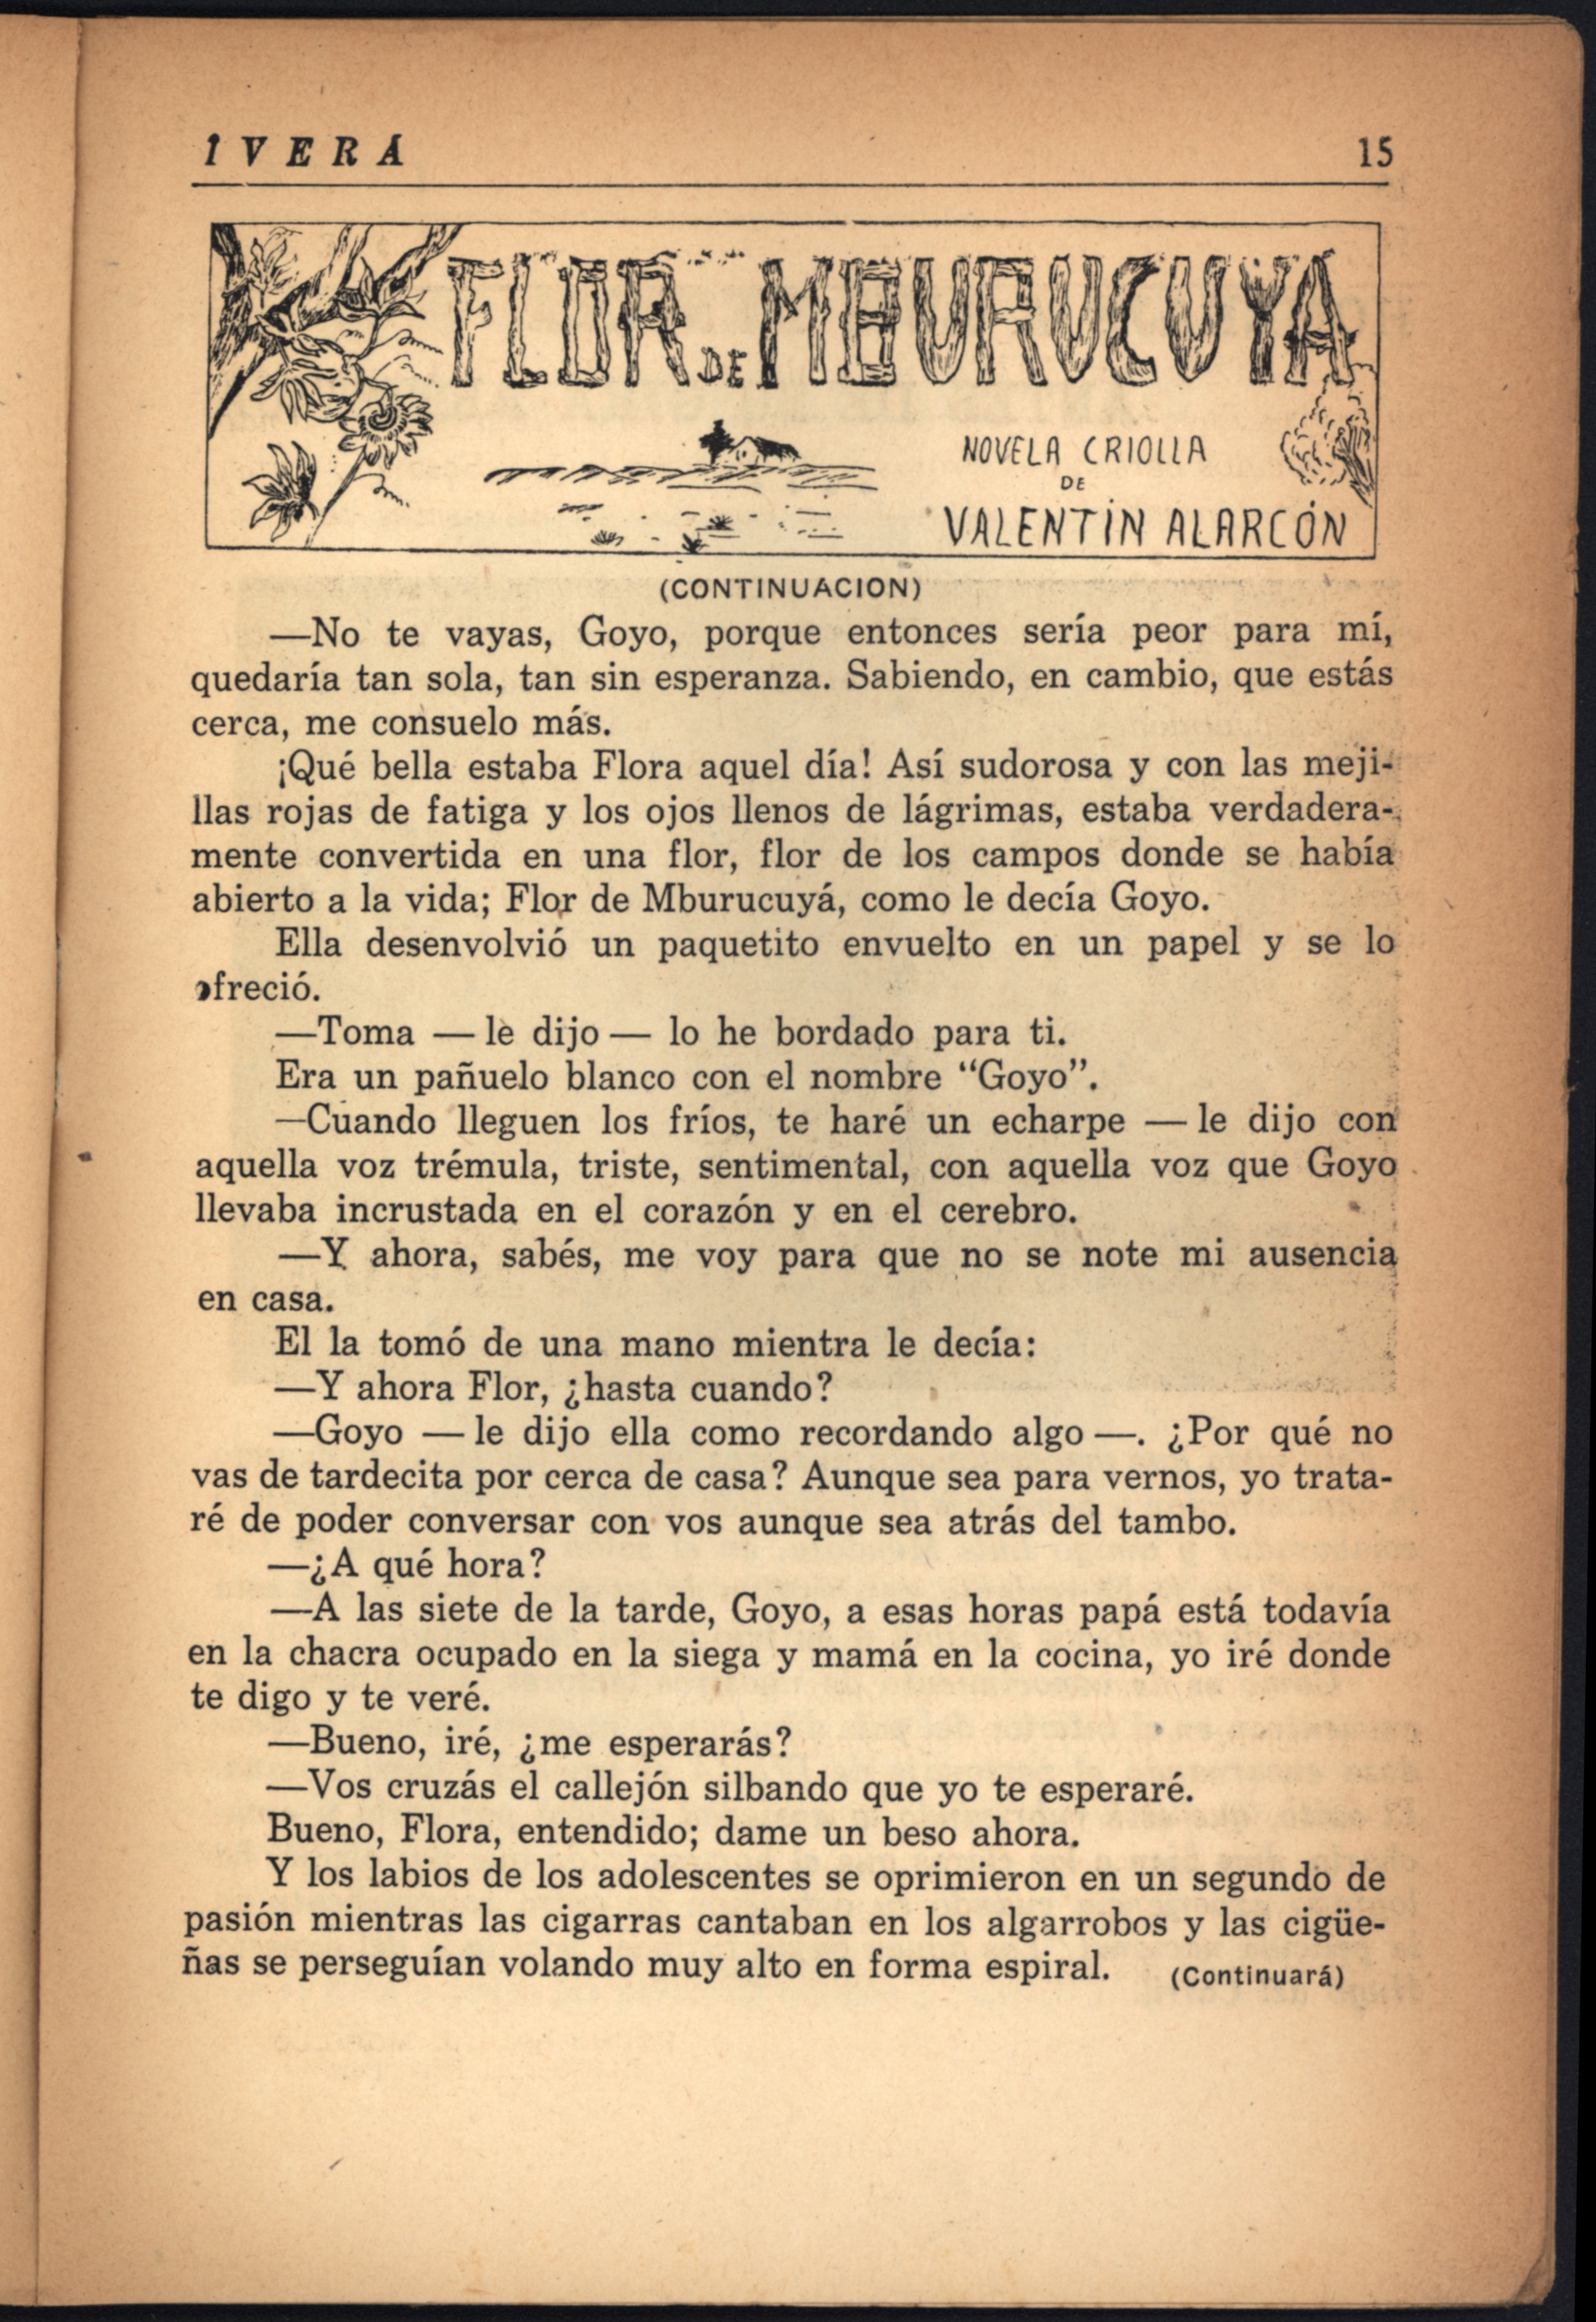 IVERÁ
15
FLOR DE MBURUCUYA
NOVELA CRIOLLA
DE
VALENTÍN ALARCÓN
(CONTINUACION)
—No te vayas, Goyo, porque entonces sería peor para mí,
quedaría tan sola, tan sin esperanza. Sabiendo, en cambio, que estás
cerca, me consuelo más.
¡Qué bella estaba Flora aquel día! Así sudorosa y con las meji-
llas rojas de fatiga y los ojos llenos de lágrimas, estaba verdadera-
mente convertida en una flor, flor de los campos donde se había
abierto a la vida; Flor de Mburucuyá, como le decía Goyo.
Ella desenvolvió un paquetito envuelto en un papel y se lo
ofreció.
—Toma — le dijo — lo he bordado para ti.
Era un pañuelo blanco con el nombre “Goyo”.
—Cuando lleguen los fríos, te haré un echarpe — le dijo con
aquella voz trémula, triste, sentimental, con aquella voz que Goyo
llevaba incrustada en el corazón y en el cerebro.
—Y ahora, sabés, me voy para que no se note mi ausencia
en casa.
El la tomó de una mano mientra le decía:
—Y ahora Flor, ¿hasta cuando?
—Goyo — le dijo ella como recordando algo —. ¿Por qué no
vas de tardecita por cerca de casa? Aunque sea para vernos, yo trata-
ré de poder conversar con vos aunque sea atrás del tambo.
—¿A qué hora?
—A las siete de la tarde, Goyo, a esas horas papá está todavía
en la chacra ocupado en la siega y mamá en la cocina, yo iré donde
te digo y te veré.
—Bueno, iré, ¿me esperarás?
—Vos cruzás el callejón silbando que yo te esperaré.
Bueno, Flora, entendido; dame un beso ahora.
Y los labios de los adolescentes se oprimieron en un segundo de
pasión mientras las cigarras cantaban en los algarrobos y las cigüe-
ñas se perseguían volando muy alto en forma espiral. (Continuará)